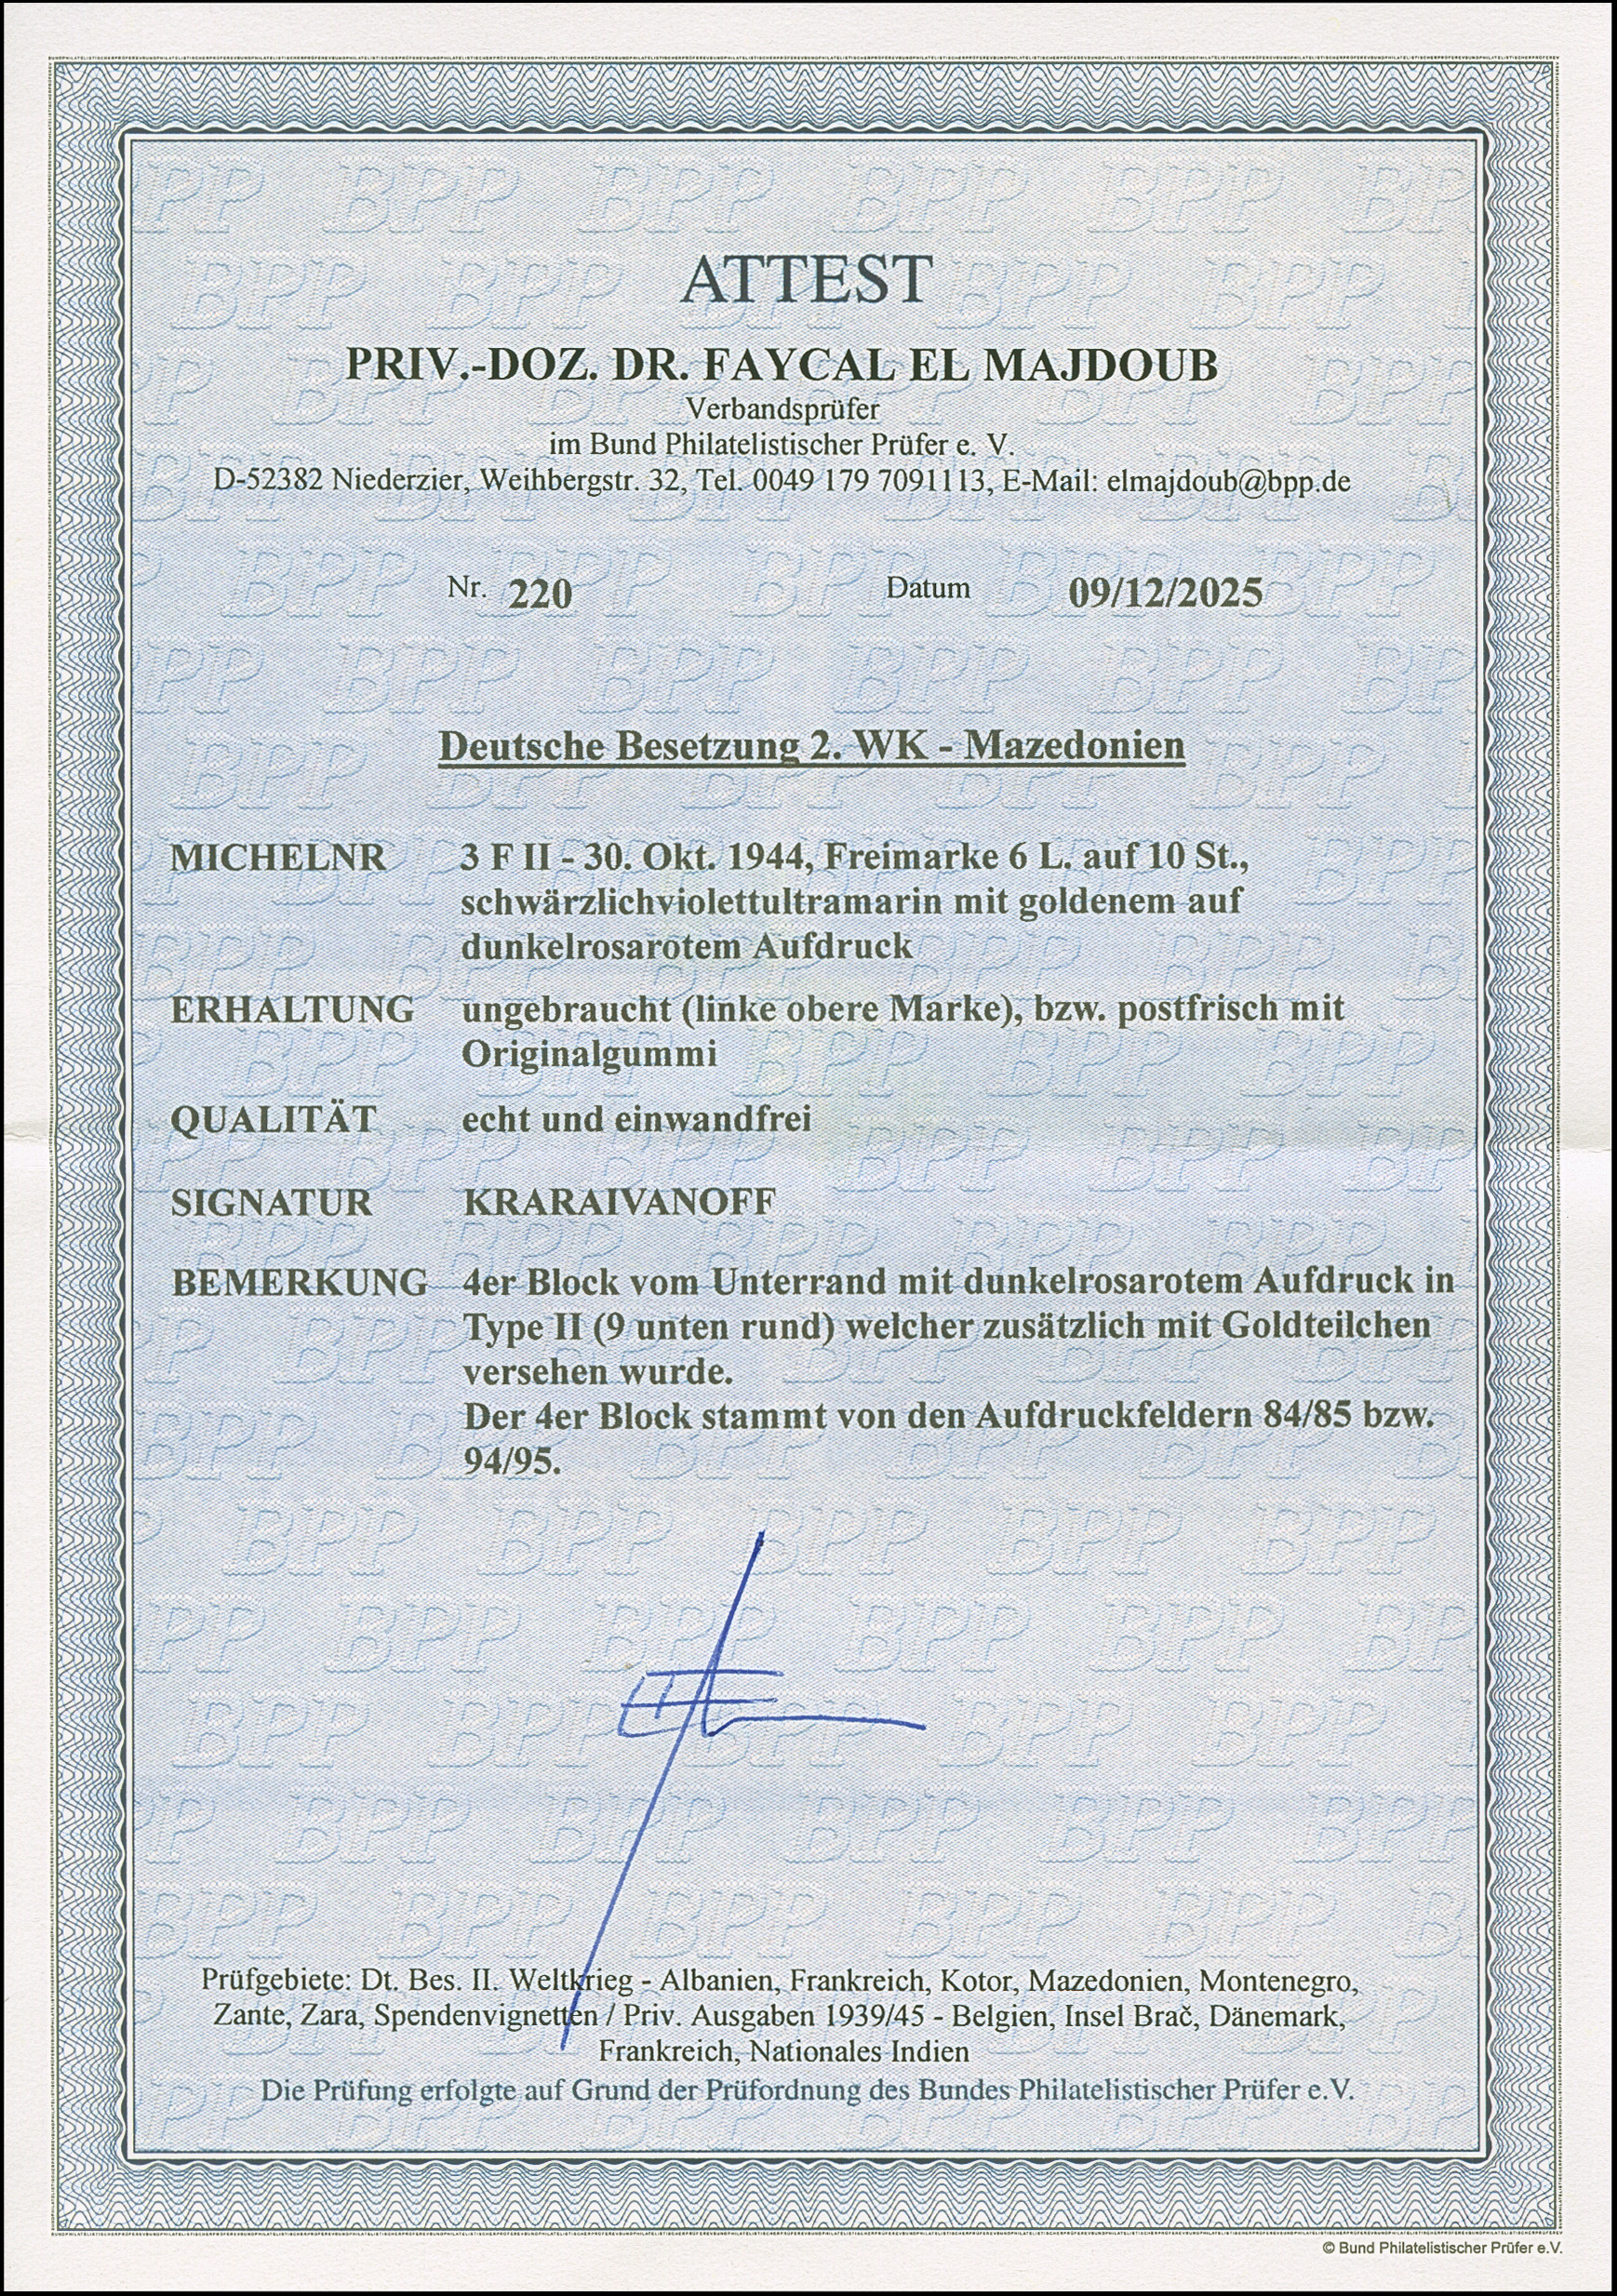 ATTEST
PRIV.-DOZ. DR. FAYCAL EL MAJDOUB
Verbandsprüfer
im Bund Philatelistischer Prüfer e. V.
D-52382 Niederzier, Weihbergstr. 32, Tel. 0049 179 7091113, E-Mail: elmajdoub@bpp.de
Nr. 220 Datum 09/12/2025
Deutsche Besetzung 2. WK - Mazedonien
MICHELNR 3 F II - 30. Okt. 1944, Freimarke 6 L. auf 10 St.,
schwärzlichviolettultramarin mit goldenem auf
dunkelrosarotem Aufdruck
ERHALTUNG ungebraucht (linke obere Marke), bzw. postfrisch mit
Originalgummi
QUALITÄT echt und einwandfrei
SIGNATUR KRARAIVANOFF
BEMERKUNG 4er Block vom Unterrand mit dunkelrosarotem Aufdruck in
Type II (9 unten rund) welcher zusätzlich mit Goldteilchen
versehen wurde.
Der 4er Block stammt von den Aufdruckfeldern 84/85 bzw.
94/95.
Prüfgebiete: Dt. Bes. II. Weltkrieg - Albanien, Frankreich, Kotor, Mazedonien, Montenegro,
Zante, Zara, Spendenvignetten / Priv. Ausgaben 1939/45 - Belgien, Insel Brač, Dänemark,
Frankreich, Nationales Indien
Die Prüfung erfolgte auf Grund der Prüfordnung des Bundes Philatelistischer Prüfer e.V.
© Bund Philatelistischer Prüfer e.V.